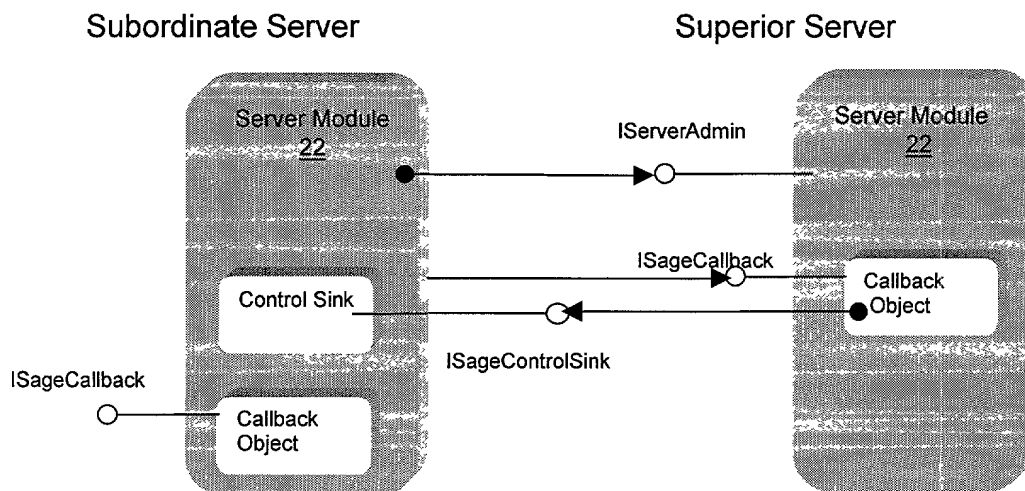 Subordinate Server
Superior Server
Server Module
22
Server Module
22
IServerAdmin
ISageCallback
Control Sink
Callback
Object
ISageControlSink
ISageCallback
Callback
Object